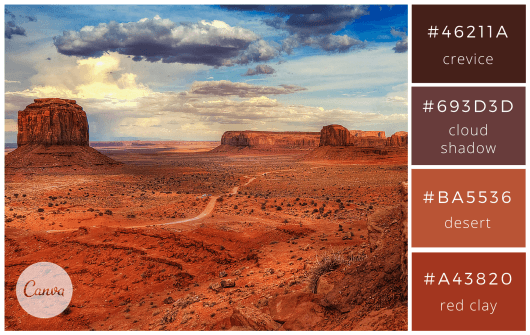 #46211A
crevice
#693D3D
cloud
shadow
#BA5536
desert
#A43820
red clay
Canva